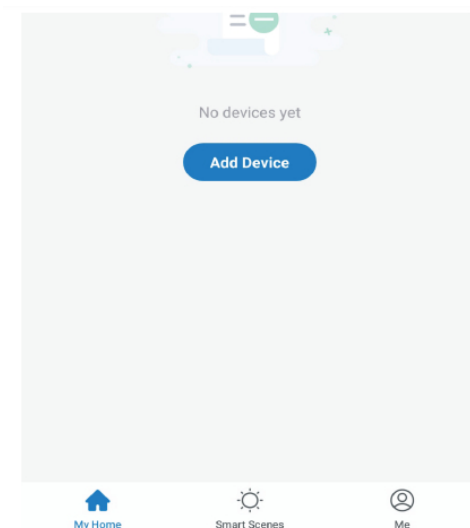 No devices yet
Add Device
My Home
Smart Scenes
Me